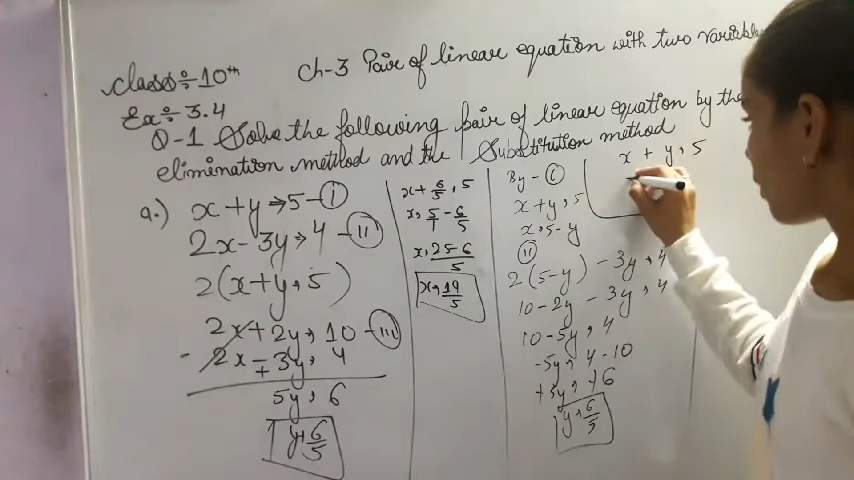 class÷10th Ch-3 Pair of linear equation with two variable
Ex÷3.4
Q-1 Solve the following pair of linear equation by the
elimination method and the substitution method
a.) x+y=5-I
2x-3y=4-II
2(x+y=5)
2x+2y=10-III
- 2x∓3y=4
5y=6
y=6/5
x+6/5=5
x=5/1-6/5
x=25-6/5
x=19/5
By-I
x+y=5
x=5-y
II
2(5-y)-3y=4
10-2y-3y=4
10-5y=4
-5y=4-10
+5y=+6
y=6/5
x+y=5